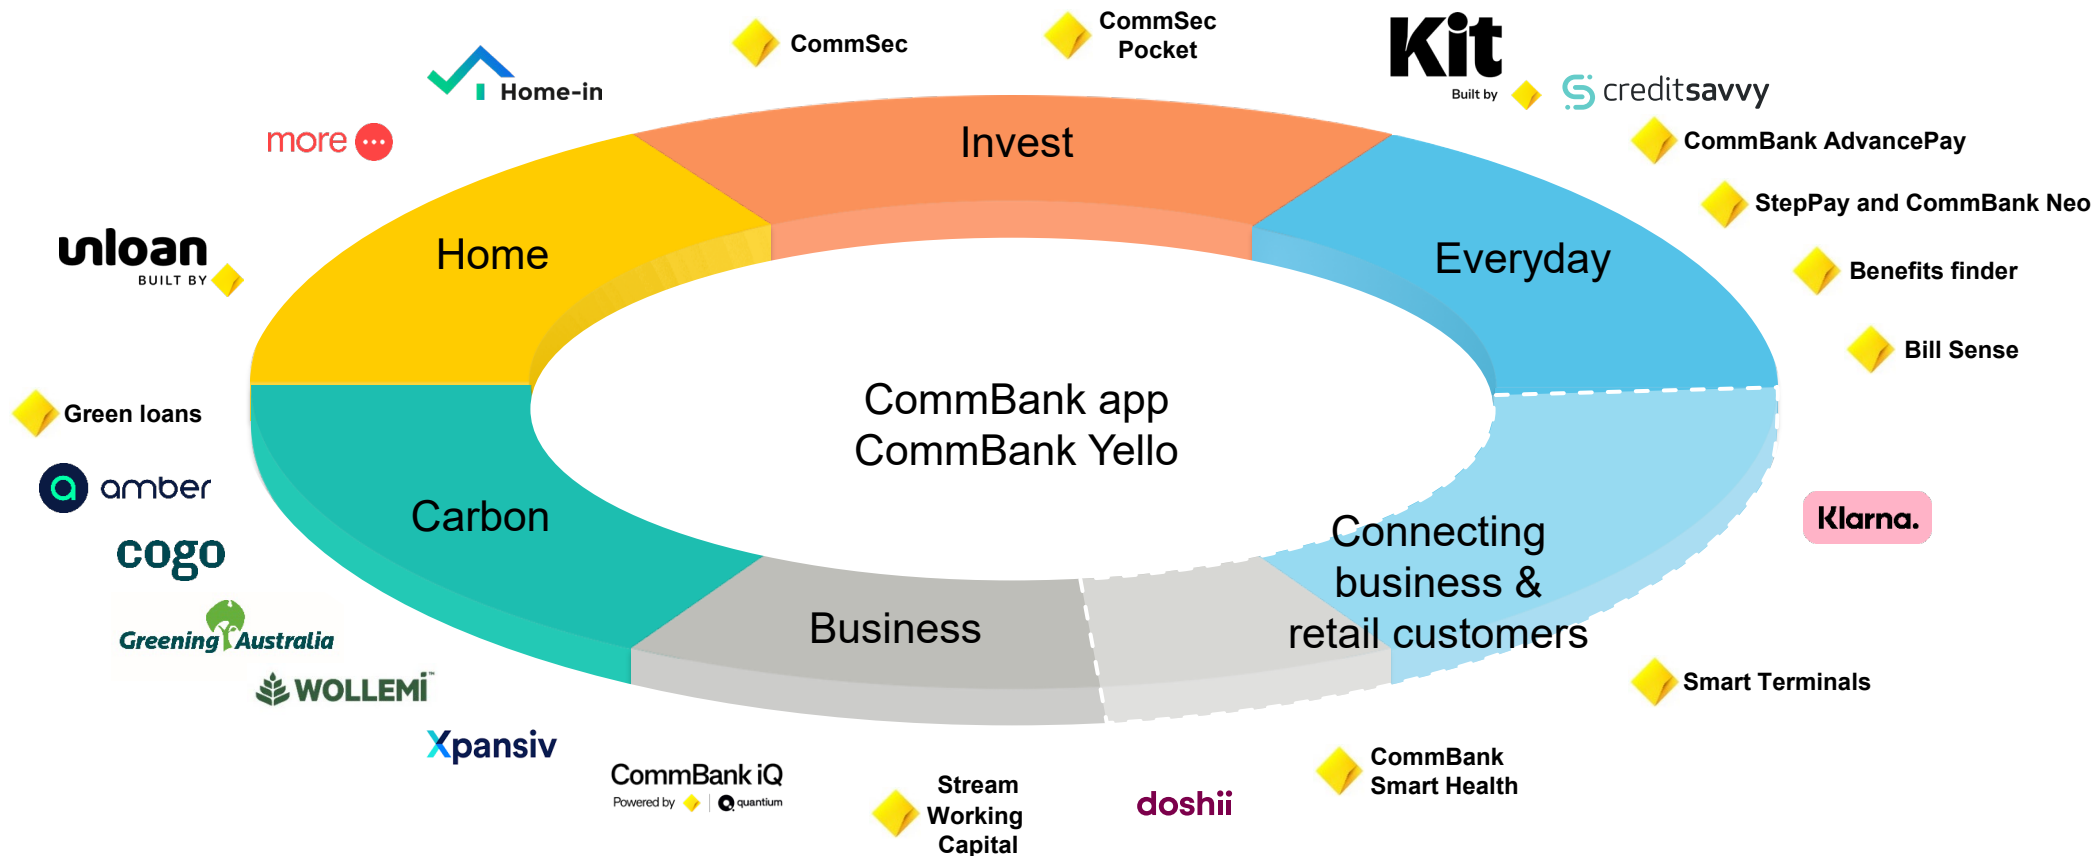 CommSec
CommSec
Pocket
Kit
Built by
creditsavvy
Home-in
more
CommBank AdvancePay
Invest
StepPay and CommBank Neo
unloan
BUILT BY
Home
Everyday
Benefits finder
Bill Sense
CommBank app
CommBank Yello
Green loans
amber
Carbon
Klarna.
Connecting
business &
retail customers
cogo
Business
Greening Australia
WOLLEMI™
Smart Terminals
Xpansiv
CommBank iQ
Powered by
quantium
Stream
Working
Capital
doshii
CommBank
Smart Health